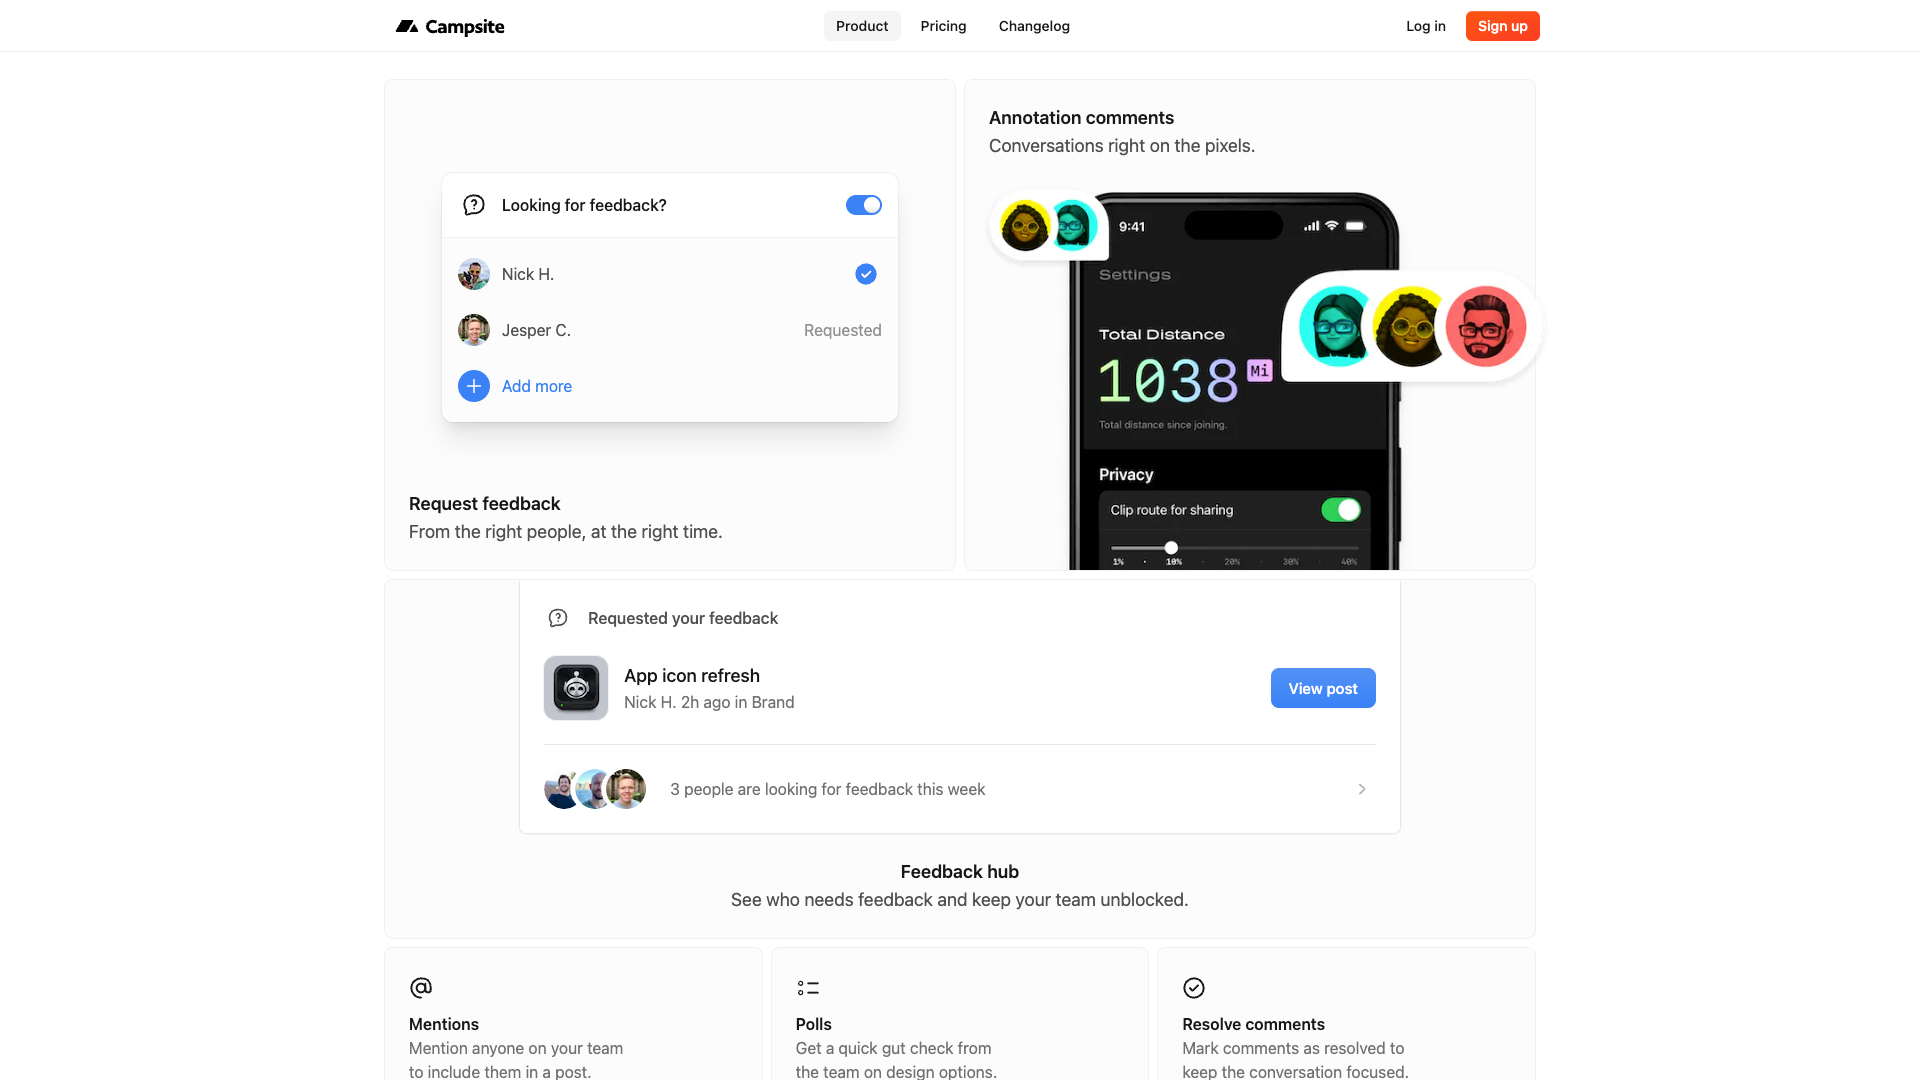 Campsite
Product
Pricing
Changelog
Log in
Sign up
Looking for feedback?
Nick H.
Jesper C.
Requested
Add more
Request feedback
From the right people, at the right time.
Annotation comments
Conversations right on the pixels.
9:41
Settings
Total Distance
1038 Mi
Total distance since joining.
Privacy
Clip route for sharing
1% · 10% · 20% · 30% · 40%
Requested your feedback
App icon refresh
Nick H. 2h ago in Brand
View post
3 people are looking for feedback this week
Feedback hub
See who needs feedback and keep your team unblocked.
Mentions
Mention anyone on your team
to include them in a post.
Polls
Get a quick gut check from
the team on design options.
Resolve comments
Mark comments as resolved to
keep the conversation focused.